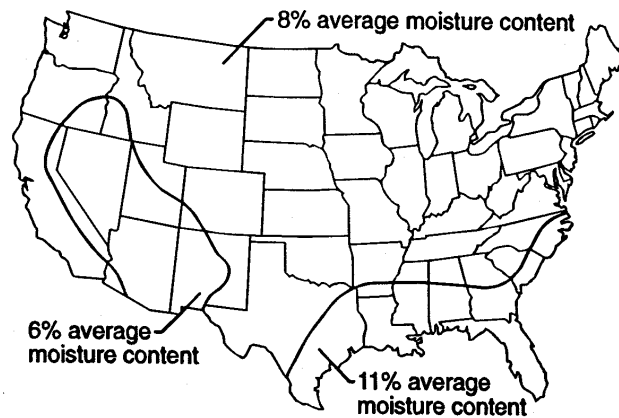 8% average moisture content
6% average
moisture content
11% average
moisture content